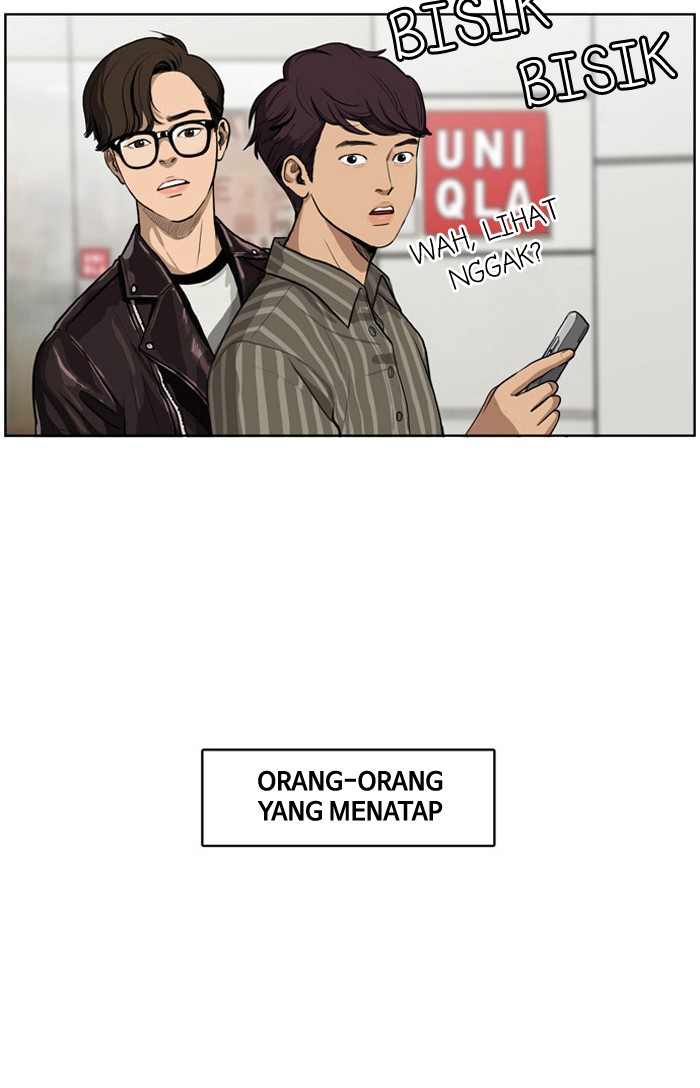 BISIK
BISIK
UNI
QLA
WAH, LIHAT
NGGAK?
ORANG-ORANG
YANG MENATAP